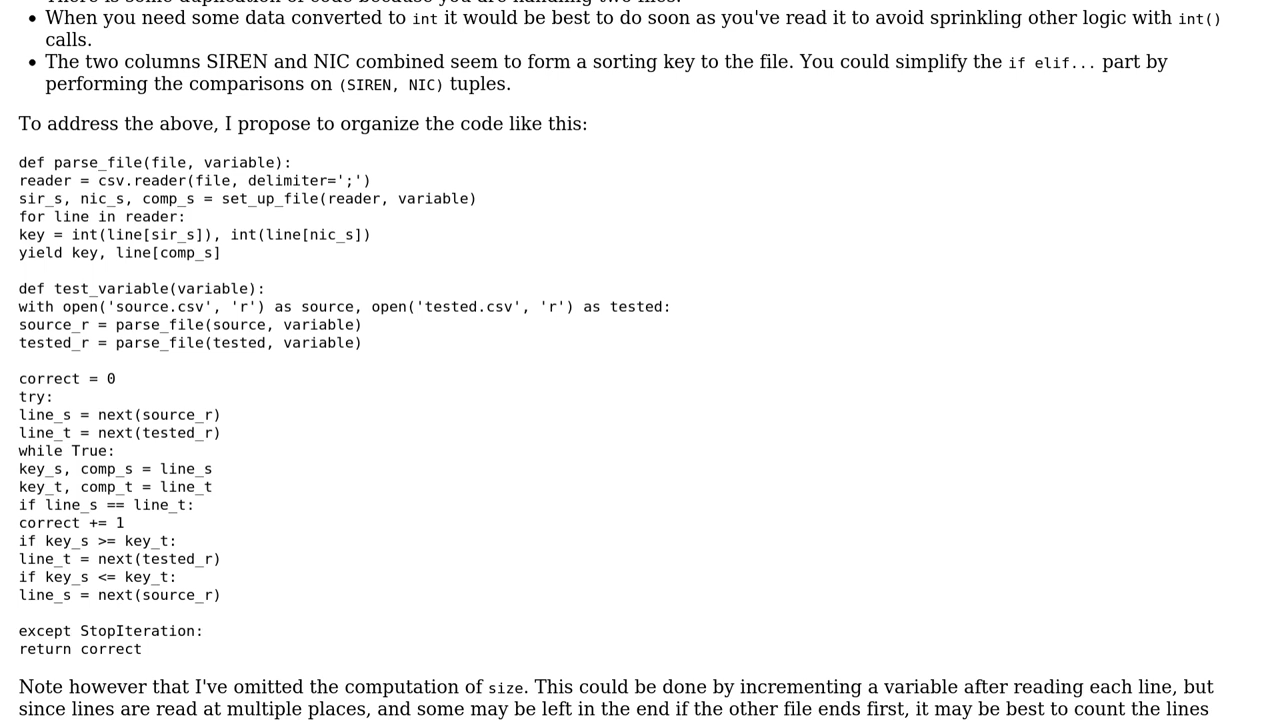 When you need some data converted to int it would be best to do soon as you've read it to avoid sprinkling other logic with int()
calls.
The two columns SIREN and NIC combined seem to form a sorting key to the file. You could simplify the if elif... part by
performing the comparisons on (SIREN, NIC) tuples.
To address the above, I propose to organize the code like this:
def parse_file(file, variable):
reader = csv.reader(file, delimiter=';')
sir_s, nic_s, comp_s = set_up_file(reader, variable)
for line in reader:
key = int(line[sir_s]), int(line[nic_s])
yield key, line[comp_s]
def test_variable(variable):
with open('source.csv', 'r') as source, open('tested.csv', 'r') as tested:
source_r = parse_file(source, variable)
tested_r = parse_file(tested, variable)
correct = 0
try:
line_s = next(source_r)
line_t = next(tested_r)
while True:
key_s, comp_s = line_s
key_t, comp_t = line_t
if line_s == line_t:
correct += 1
if key_s >= key_t:
line_t = next(tested_r)
if key_s <= key_t:
line_s = next(source_r)
except StopIteration:
return correct
Note however that I've omitted the computation of size. This could be done by incrementing a variable after reading each line, but
since lines are read at multiple places, and some may be left in the end if the other file ends first, it may be best to count the lines